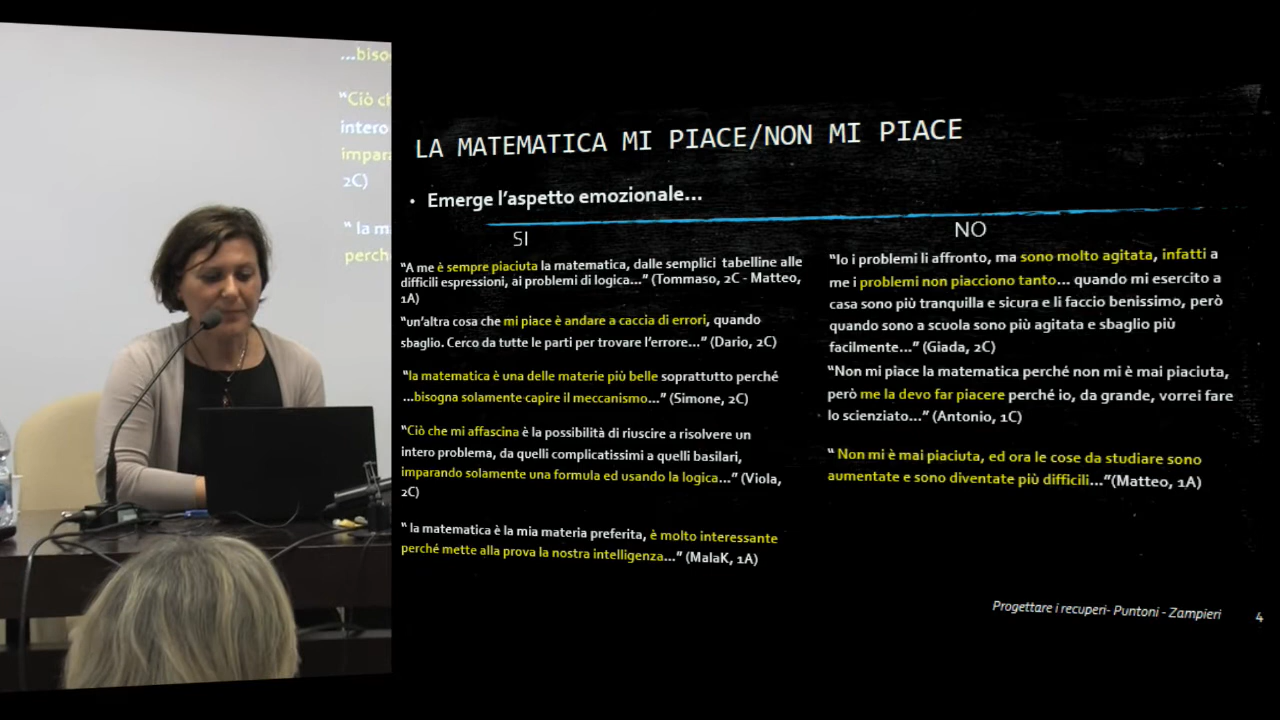 ...biso
“Ciò ch
intero
impara
2C)
“ la m
perch
LA MATEMATICA MI PIACE/NON MI PIACE
• Emerge l’aspetto emozionale...
SI
“A me è sempre piaciuta la matematica, dalle semplici tabelline alle
difficili espressioni, ai problemi di logica...” (Tommaso, 2C - Matteo,
1A)
“un’altra cosa che mi piace è andare a caccia di errori, quando
sbaglio. Cerco da tutte le parti per trovare l’errore...” (Dario, 2C)
“la matematica è una delle materie più belle soprattutto perché
...bisogna solamente capire il meccanismo...” (Simone, 2C)
“Ciò che mi affascina è la possibilità di riuscire a risolvere un
intero problema, da quelli complicatissimi a quelli basilari,
imparando solamente una formula ed usando la logica...” (Viola,
2C)
“ la matematica è la mia materia preferita, è molto interessante
perché mette alla prova la nostra intelligenza...” (MalaK, 1A)
NO
“Io i problemi li affronto, ma sono molto agitata, infatti a
me i problemi non piacciono tanto... quando mi esercito a
casa sono più tranquilla e sicura e li faccio benissimo, però
quando sono a scuola sono più agitata e sbaglio più
facilmente...” (Giada, 2C)
“Non mi piace la matematica perché non mi è mai piaciuta,
però me la devo far piacere perché io, da grande, vorrei fare
lo scienziato...” (Antonio, 1C)
“ Non mi è mai piaciuta, ed ora le cose da studiare sono
aumentate e sono diventate più difficili...”(Matteo, 1A)
Progettare i recuperi- Puntoni - Zampieri
4